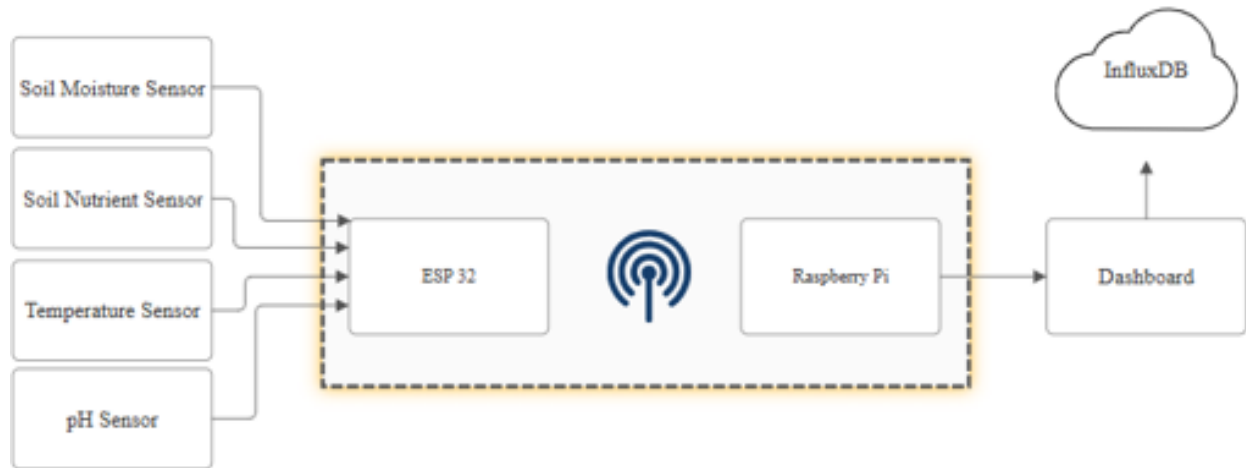 Soil Moisture Sensor
Soil Nutrient Sensor
Temperature Sensor
pH Sensor
ESP 32
Raspberry Pi
Dashboard
InfluxDB